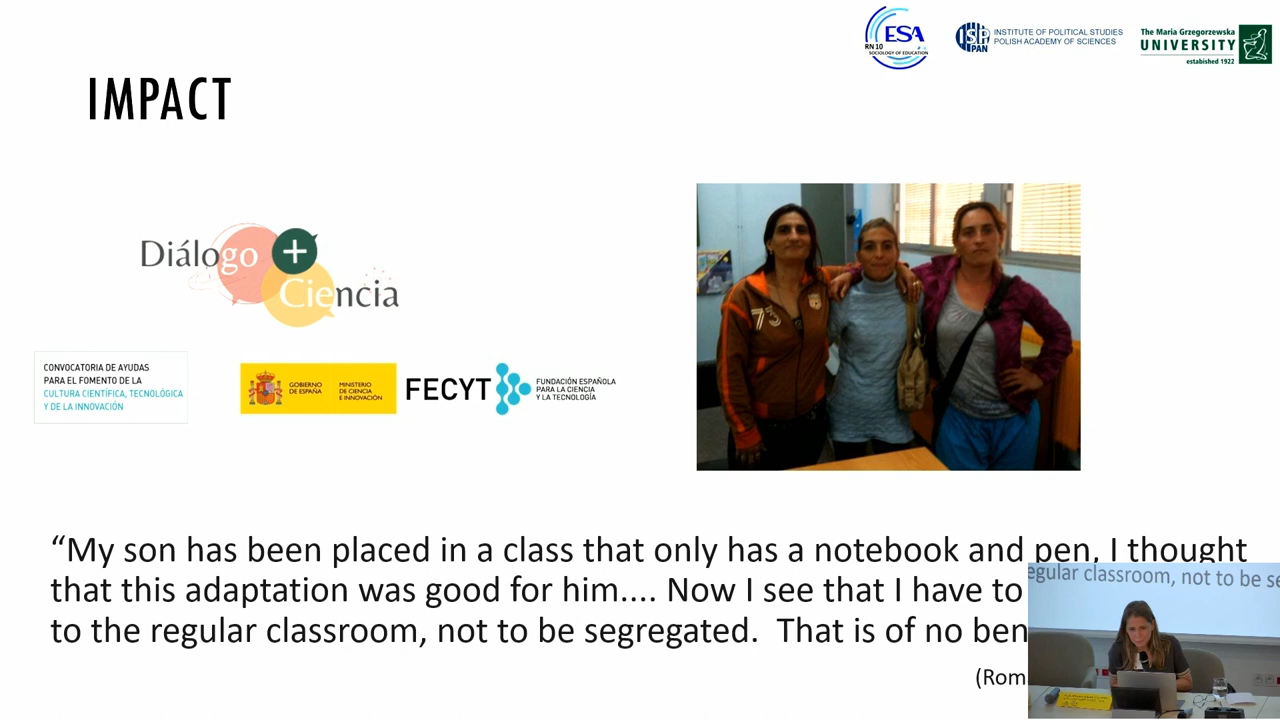 ESA
RN 10
SOCIOLOGY OF EDUCATION
ISP
PAN
INSTITUTE OF POLITICAL STUDIES
POLISH ACADEMY OF SCIENCES
The Maria Grzegorzewska
UNIVERSITY
estabished 1922
IMPACT
Diálogo
+
Ciencia
CONVOCATORIA DE AYUDAS
PARA EL FOMENTO DE LA
CULTURA CIENTÍFICA, TECNOLÓGICA
Y DE LA INNOVACIÓN
GOBIERNO
DE ESPAÑA
MINISTERIO
DE CIENCIA
E INNOVACIÓN
FECYT
FUNDACIÓN ESPAÑOLA
PARA LA CIENCIA
Y LA TECNOLOGÍA
73
“My son has been placed in a class that only has a notebook and pen, I thought
that this adaptation was good for him.... Now I see that I have to
to the regular classroom, not to be segregated. That is of no ben
(Rom
egular classroom, not to be se